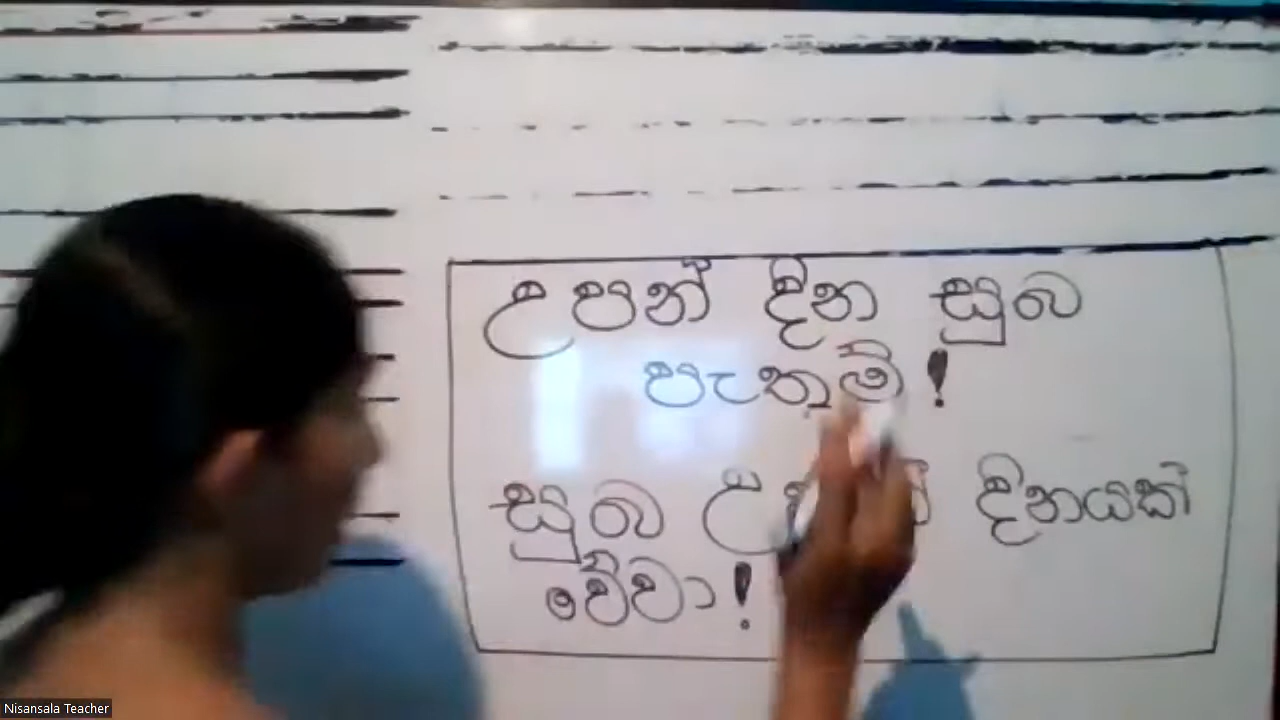 උපන් දින සුබ
පැතුම් !
සුබ දිනයක්
වේවා !
Nisansala Teacher